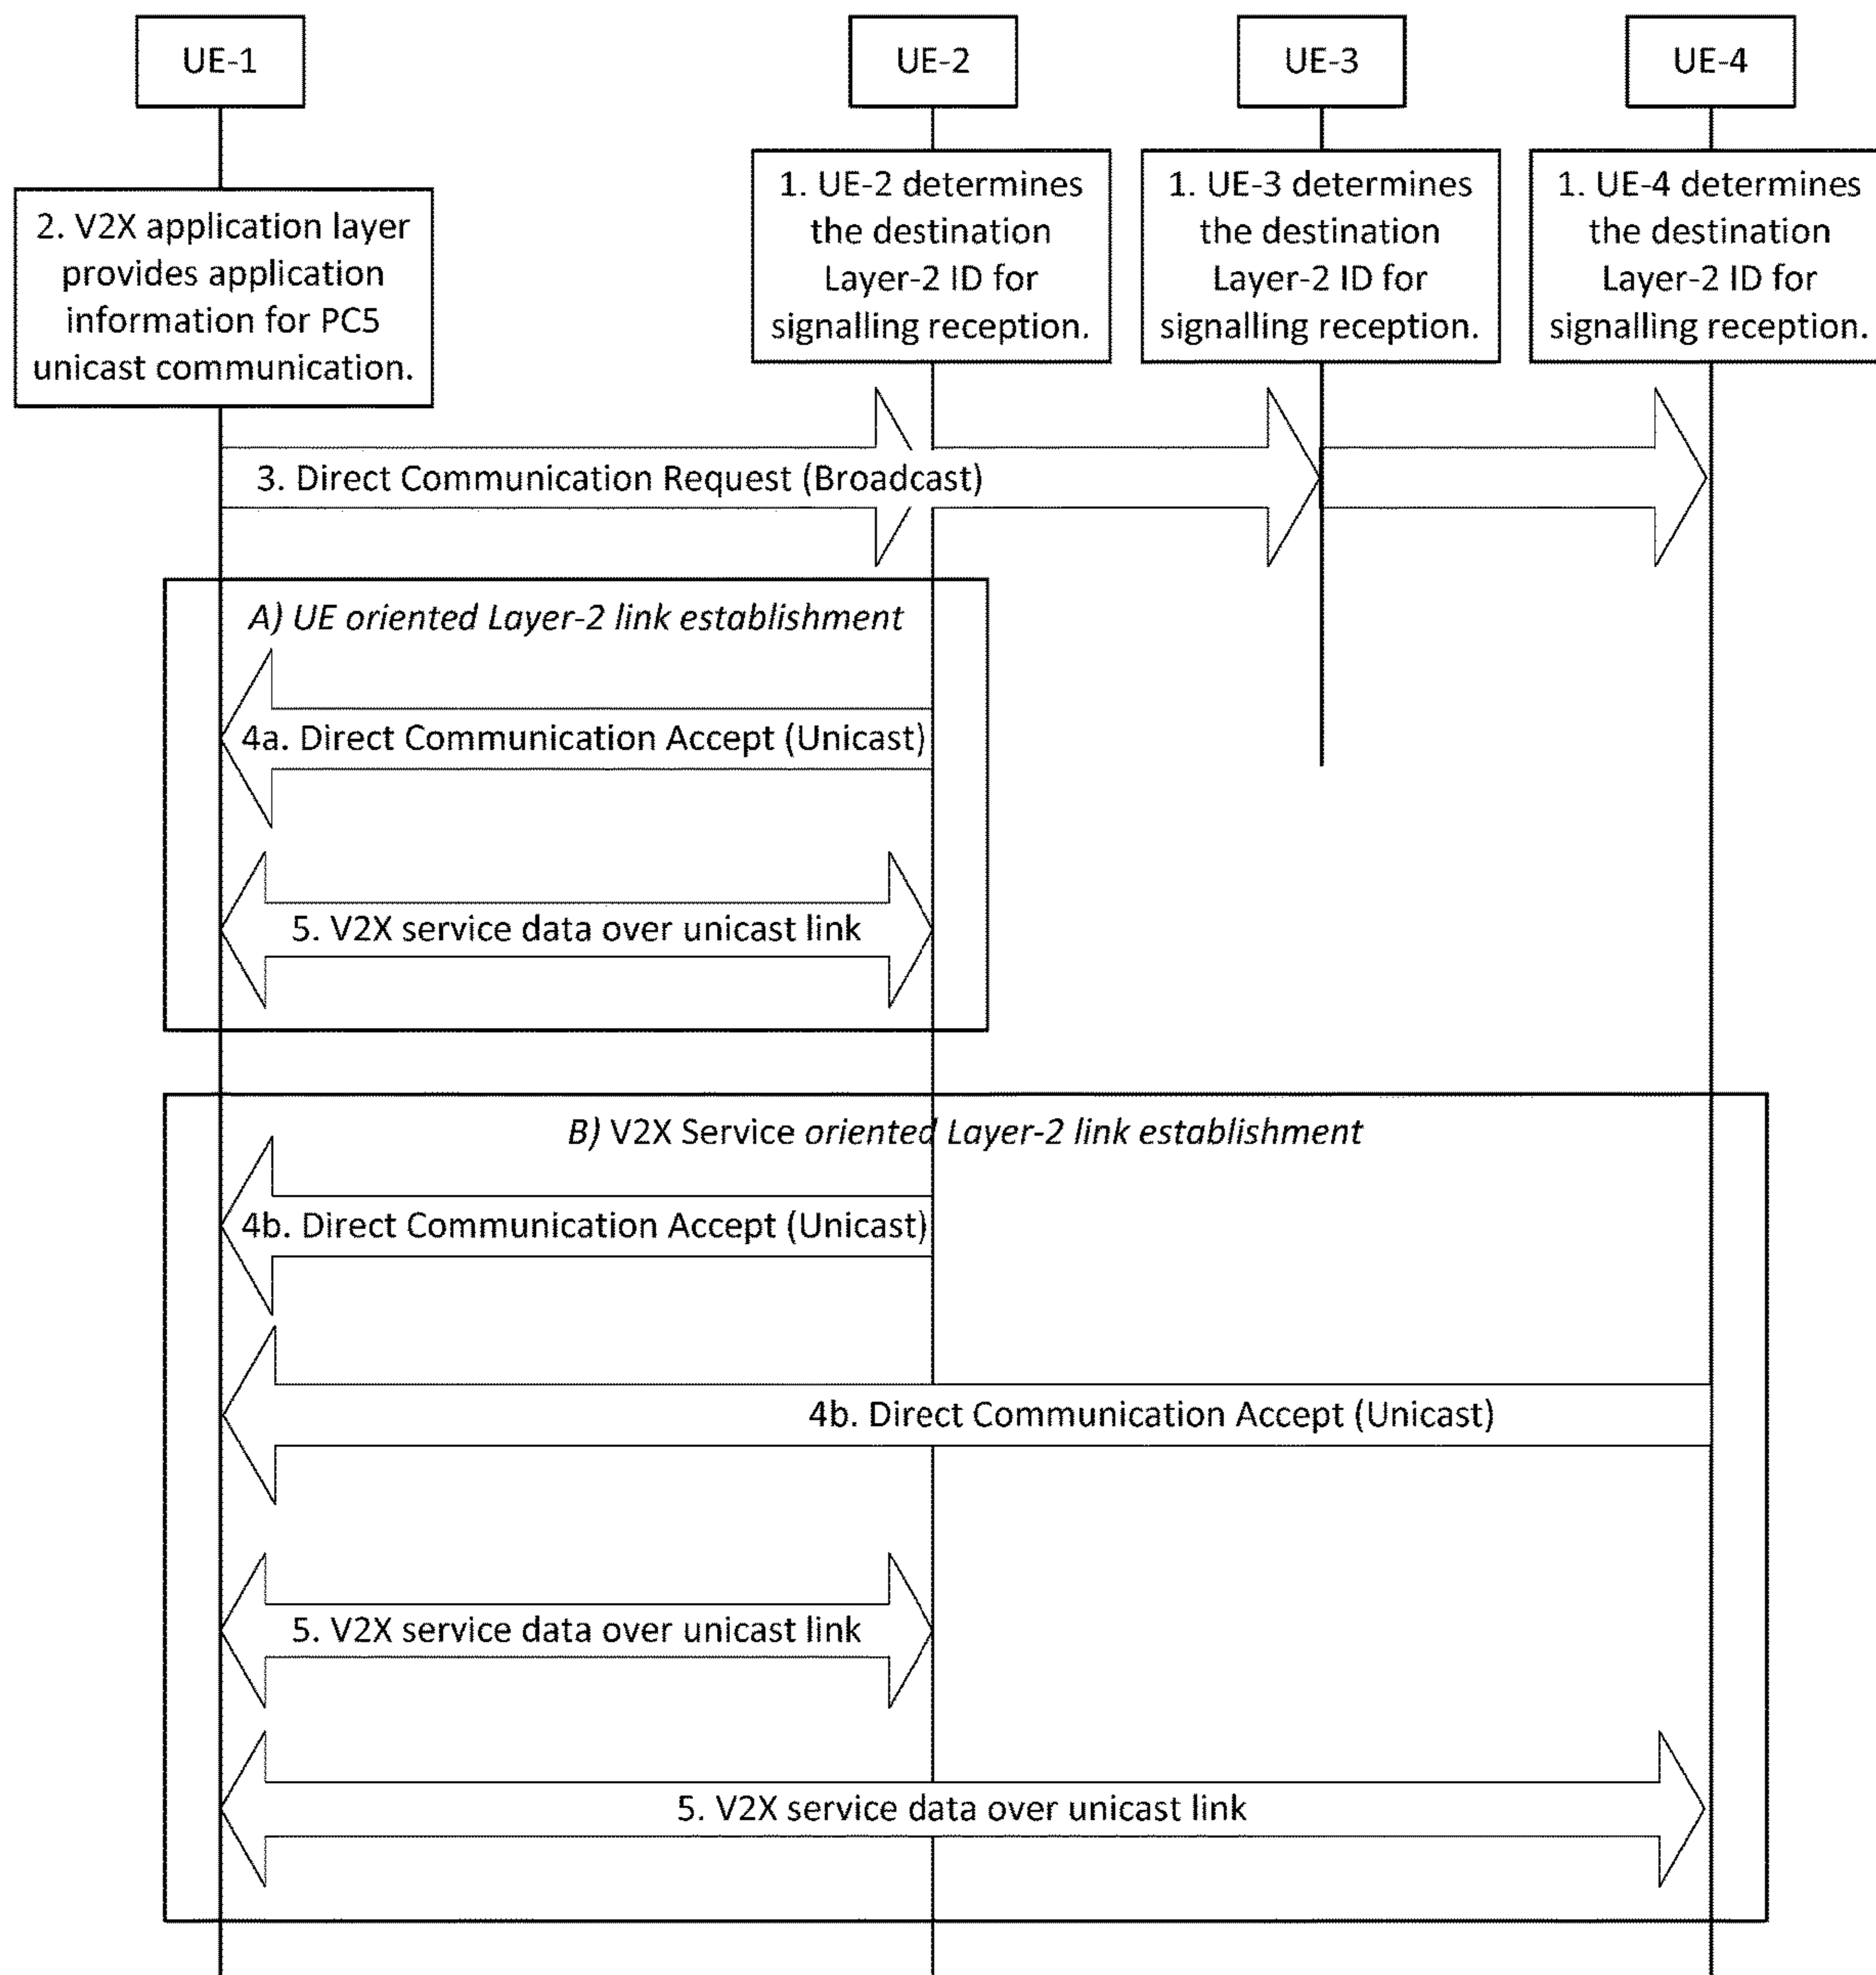 UE-1
UE-2
UE-3
UE-4
1. UE-2 determines
the destination
Layer-2 ID for
signalling reception.
1. UE-3 determines
the destination
Layer-2 ID for
signalling reception.
1. UE-4 determines
the destination
Layer-2 ID for
signalling reception.
2. V2X application layer
provides application
information for PC5
unicast communication.
3. Direct Communication Request (Broadcast)
A) UE oriented Layer-2 link establishment
4a. Direct Communication Accept (Unicast)
5. V2X service data over unicast link
B) V2X Service oriented Layer-2 link establishment
4b. Direct Communication Accept (Unicast)
4b. Direct Communication Accept (Unicast)
5. V2X service data over unicast link
5. V2X service data over unicast link